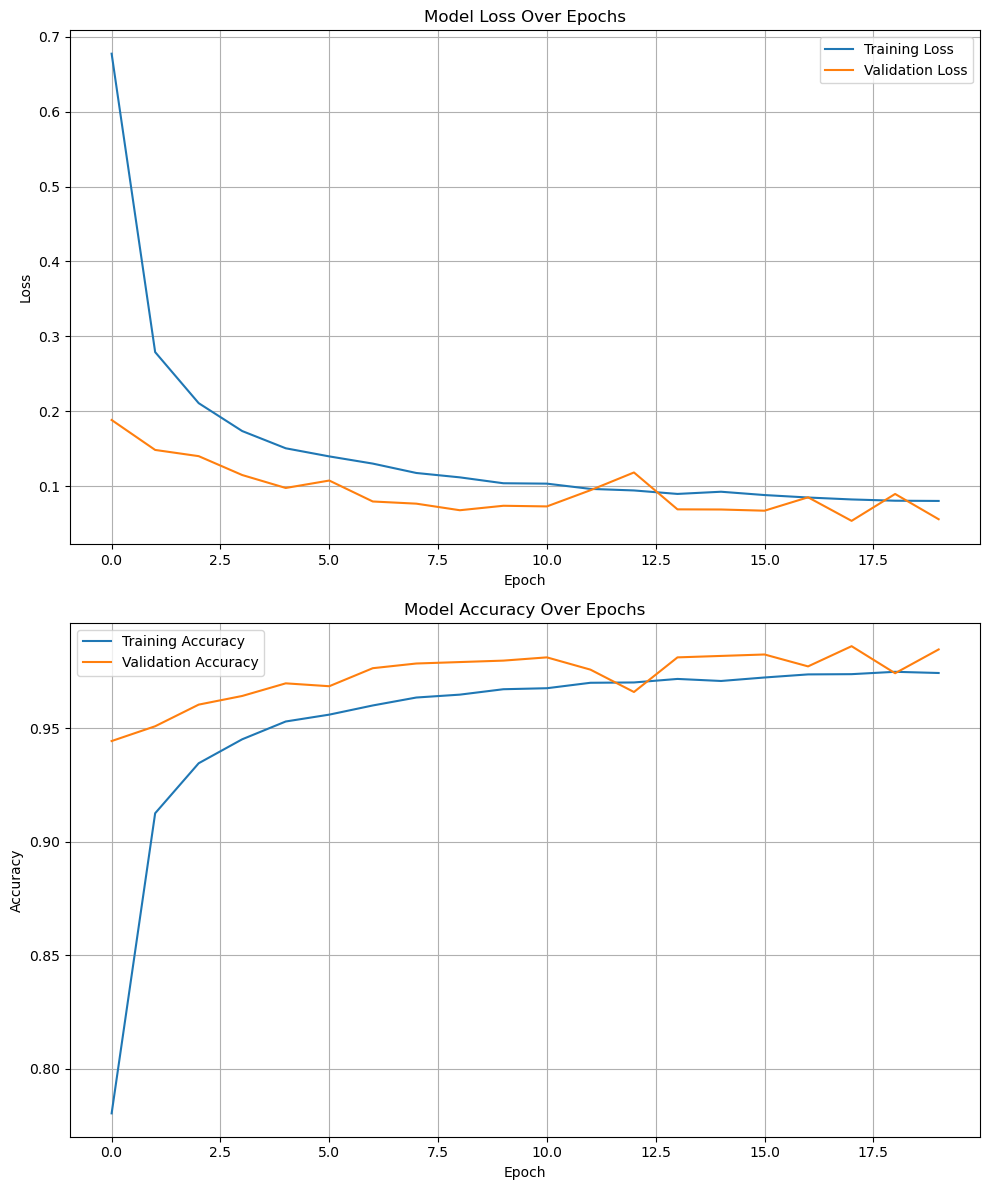 Model Loss Over Epochs
Training Loss
Validation Loss
0.7
0.6
0.5
0.4
0.3
0.2
0.1
Loss
0.0 2.5 5.0 7.5 10.0 12.5 15.0 17.5
Epoch
Model Accuracy Over Epochs
Training Accuracy
Validation Accuracy
0.95
0.90
0.85
0.80
Accuracy
0.0 2.5 5.0 7.5 10.0 12.5 15.0 17.5
Epoch